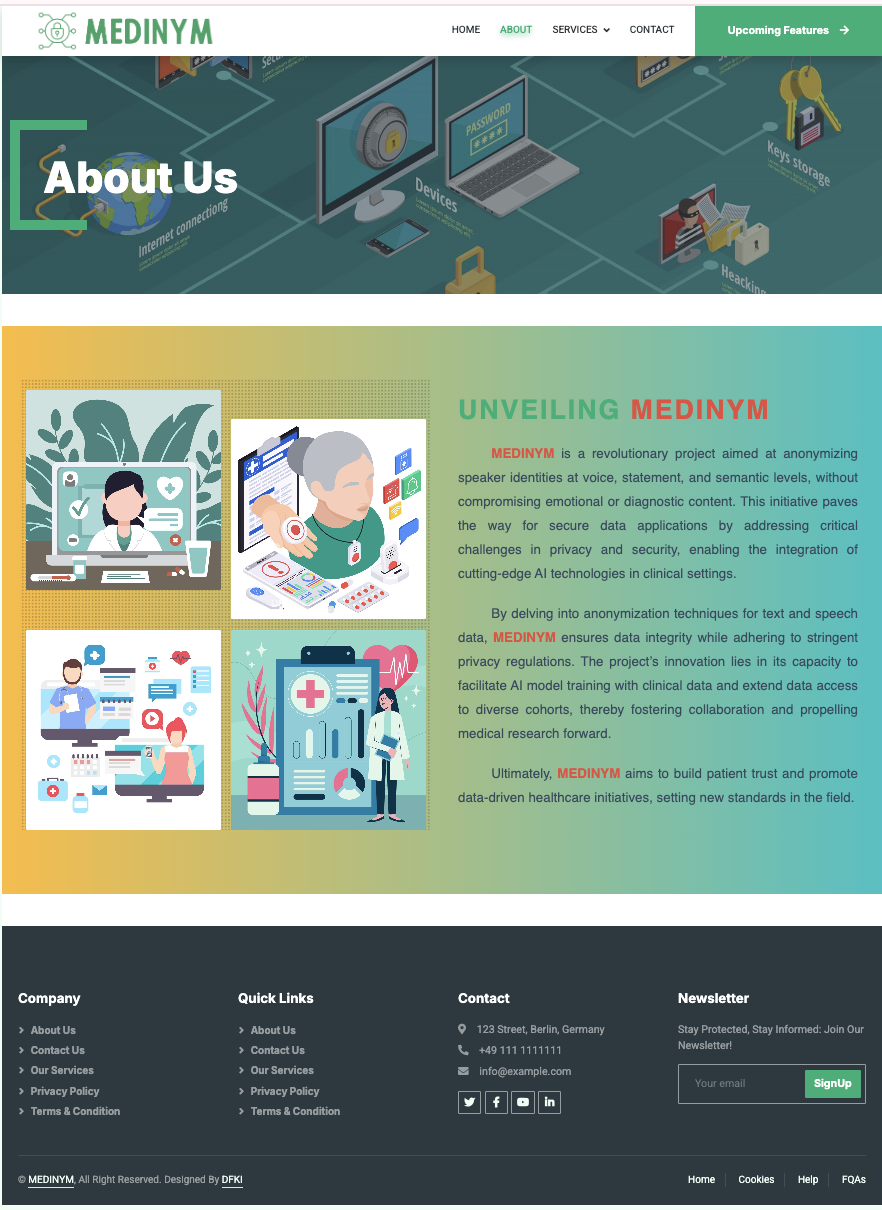 MEDINYM
HOME ABOUT SERVICES CONTACT Upcoming Features
PASSWORD
****
Keys storage
About Us
Devices
Internet connectiong
Heacking
UNVEILING MEDINYM
MEDINYM is a revolutionary project aimed at anonymizing
speaker identities at voice, statement, and semantic levels, without
compromising emotional or diagnostic content. This initiative paves
the way for secure data applications by addressing critical
challenges in privacy and security, enabling the integration of
cutting-edge AI technologies in clinical settings.
By delving into anonymization techniques for text and speech
data, MEDINYM ensures data integrity while adhering to stringent
privacy regulations. The project's innovation lies in its capacity to
facilitate AI model training with clinical data and extend data access
to diverse cohorts, thereby fostering collaboration and propelling
medical research forward.
Ultimately, MEDINYM aims to build patient trust and promote
data-driven healthcare initiatives, setting new standards in the field.
Company
About Us
Contact Us
Our Services
Privacy Policy
Terms & Condition
Quick Links
About Us
Contact Us
Our Services
Privacy Policy
Terms & Condition
Contact
123 Street, Berlin, Germany
+49 111 1111111
info@example.com
Newsletter
Stay Protected, Stay Informed: Join Our
Newsletter!
Your email SignUp
© MEDINYM, All Right Reserved. Designed By DFKI
Home Cookies Help FQAs